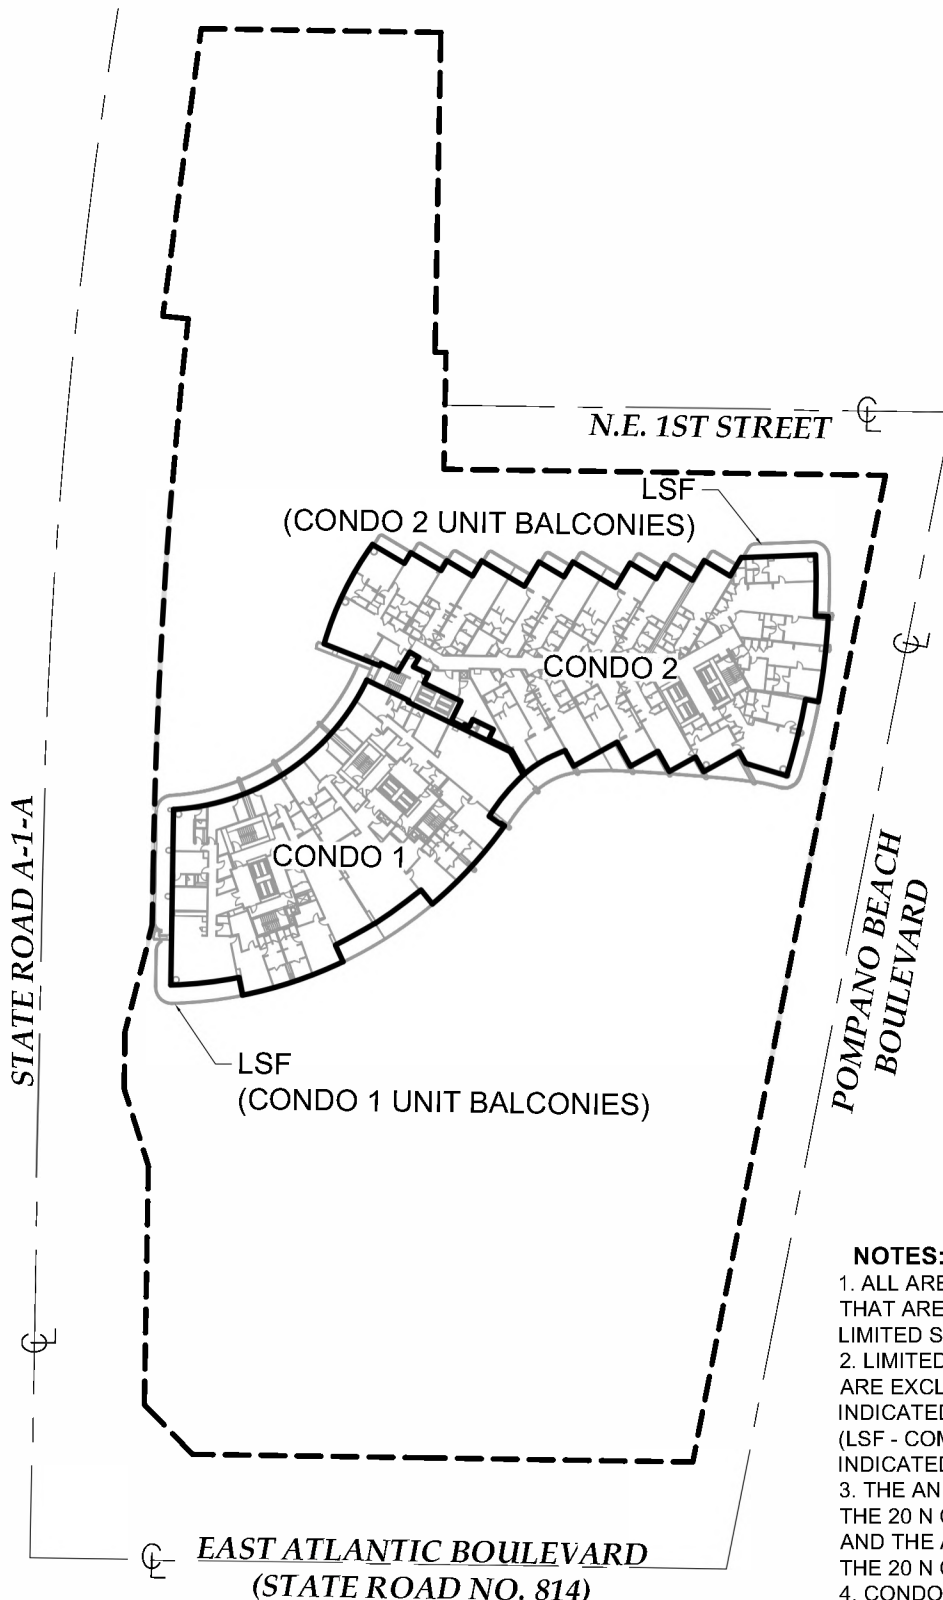 N.E. 1ST STREET
LSF
(CONDO 2 UNIT BALCONIES)
CONDO 2
CONDO 1
STATE ROAD A-1-A
POMPANO BEACH
BOULEVARD
LSF
(CONDO 1 UNIT BALCONIES)
NOTES:
1. ALL ARE
THAT ARE
LIMITED S
2. LIMITED
ARE EXCL
INDICATED
(LSF - COM
INDICATED
3. THE AN
THE 20 N
AND THE A
THE 20 N
4. CONDO
EAST ATLANTIC BOULEVARD
(STATE ROAD NO. 814)